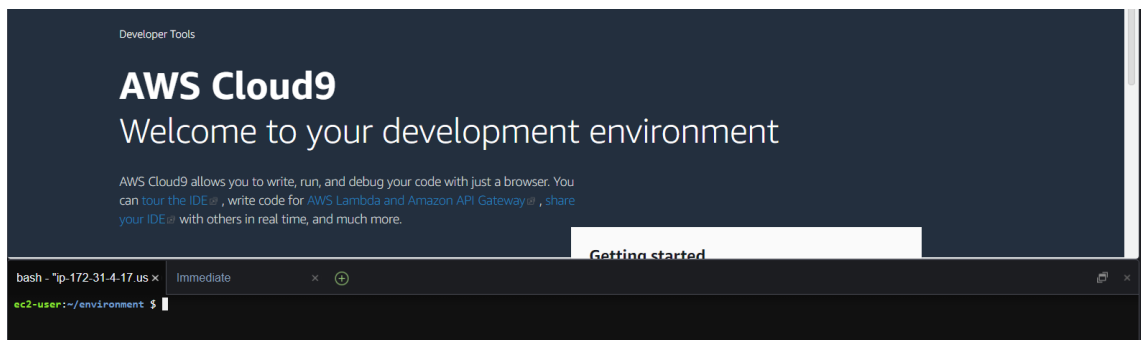 Developer Tools
AWS Cloud9
Welcome to your development environment
AWS Cloud9 allows you to write, run, and debug your code with just a browser. You
can tour the IDE , write code for AWS Lambda and Amazon API Gateway , share
your IDE with others in real time, and much more.
Getting started
bash - "ip-172-31-4-17.us × Immediate ×
ec2-user:~/environment $